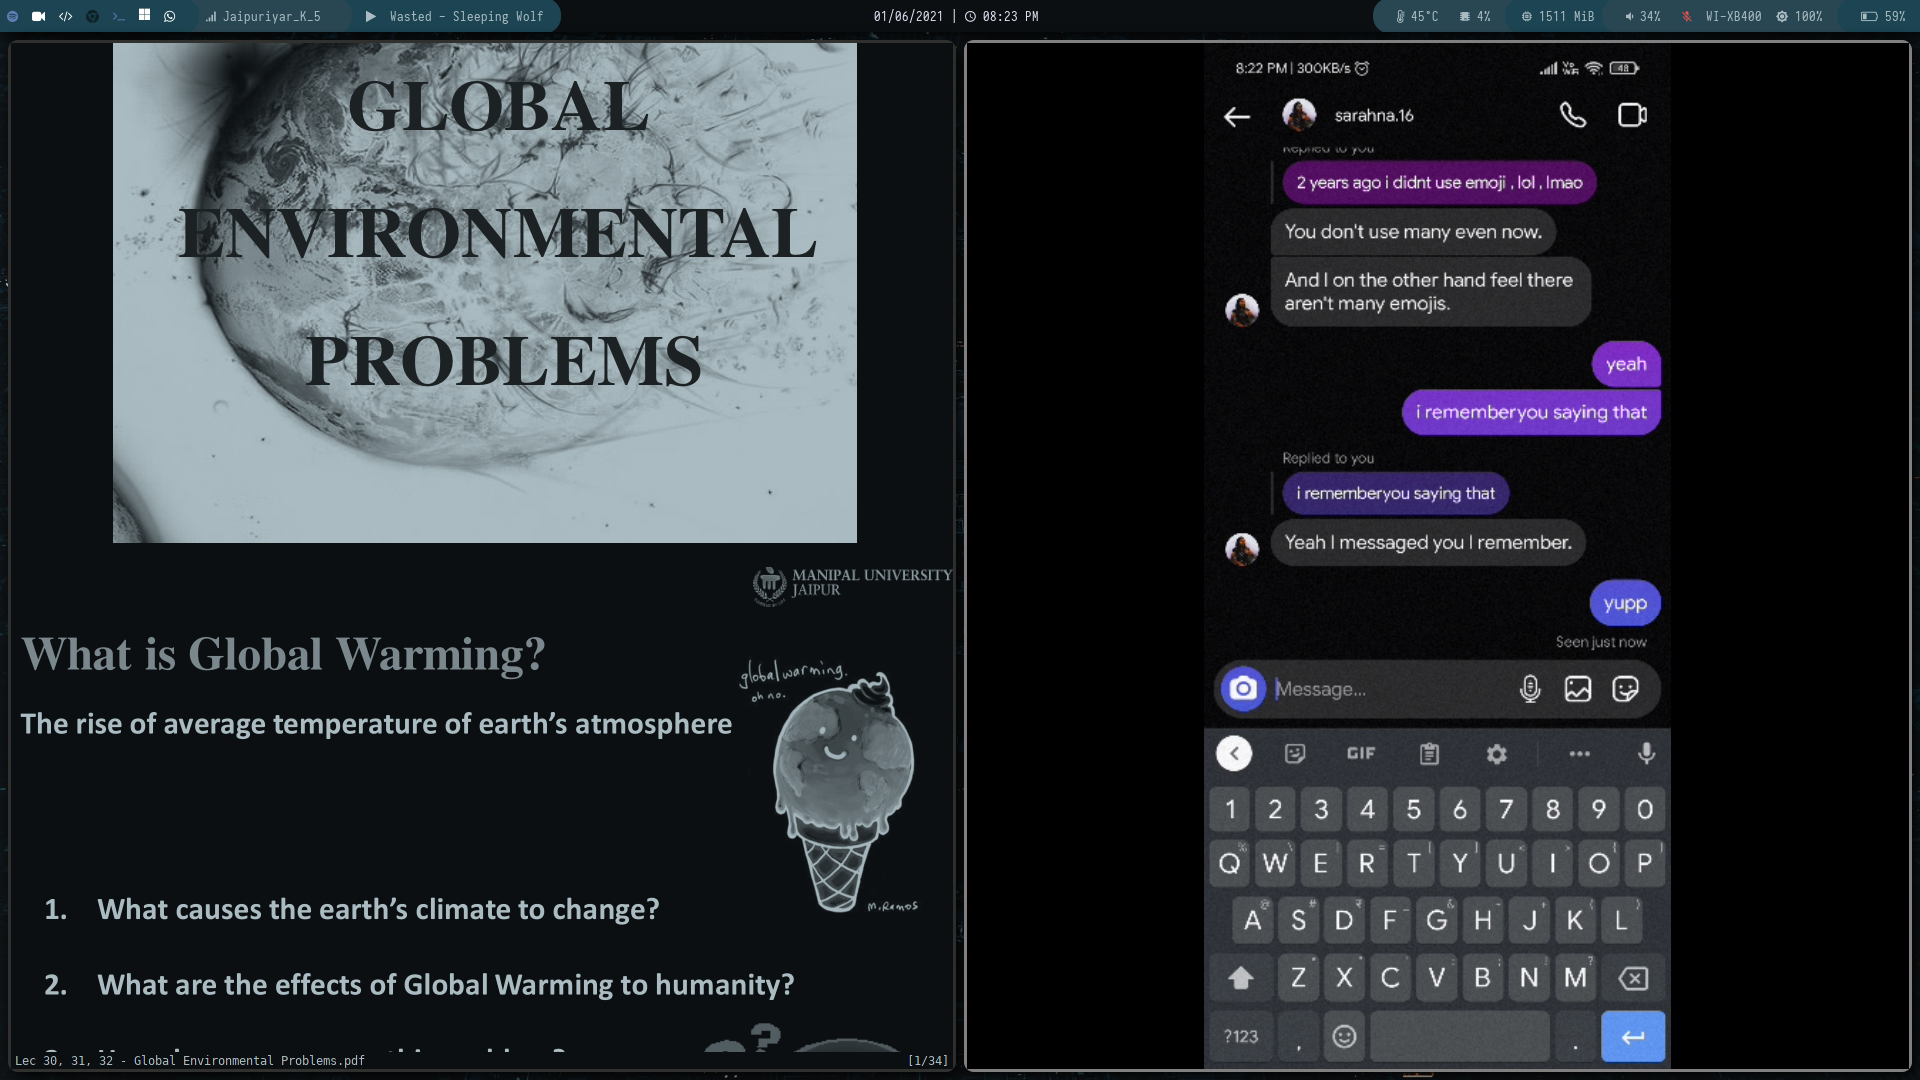 Jaipuriyar_K_5
Wasted - Sleeping Wolf
01/06/2021 | 08:23 PM
45°C
4%
1511 MiB
34%
WI-XB400
100%
59%
GLOBAL
ENVIRONMENTAL
PROBLEMS
MANIPAL UNIVERSITY
JAIPUR
What is Global Warming?
global warming.
oh no.
The rise of average temperature of earth’s atmosphere
M.Ramos
1. What causes the earth’s climate to change?
2. What are the effects of Global Warming to humanity?
?
Lec 30, 31, 32 - Global Environmental Problems.pdf
[1/34]
8:22 PM | 300KB/s
48
sarahna.16
Replied to you
2 years ago i didnt use emoji , lol , lmao
You don't use many even now.
And I on the other hand feel there
aren't many emojis.
yeah
i rememberyou saying that
Replied to you
i rememberyou saying that
Yeah I messaged you I remember.
yupp
Seen just now
Message...
GIF
1 2 3 4 5 6 7 8 9 0
Q W E R T Y U I O P
A S D F G H J K L
Z X C V B N M
?123 , .